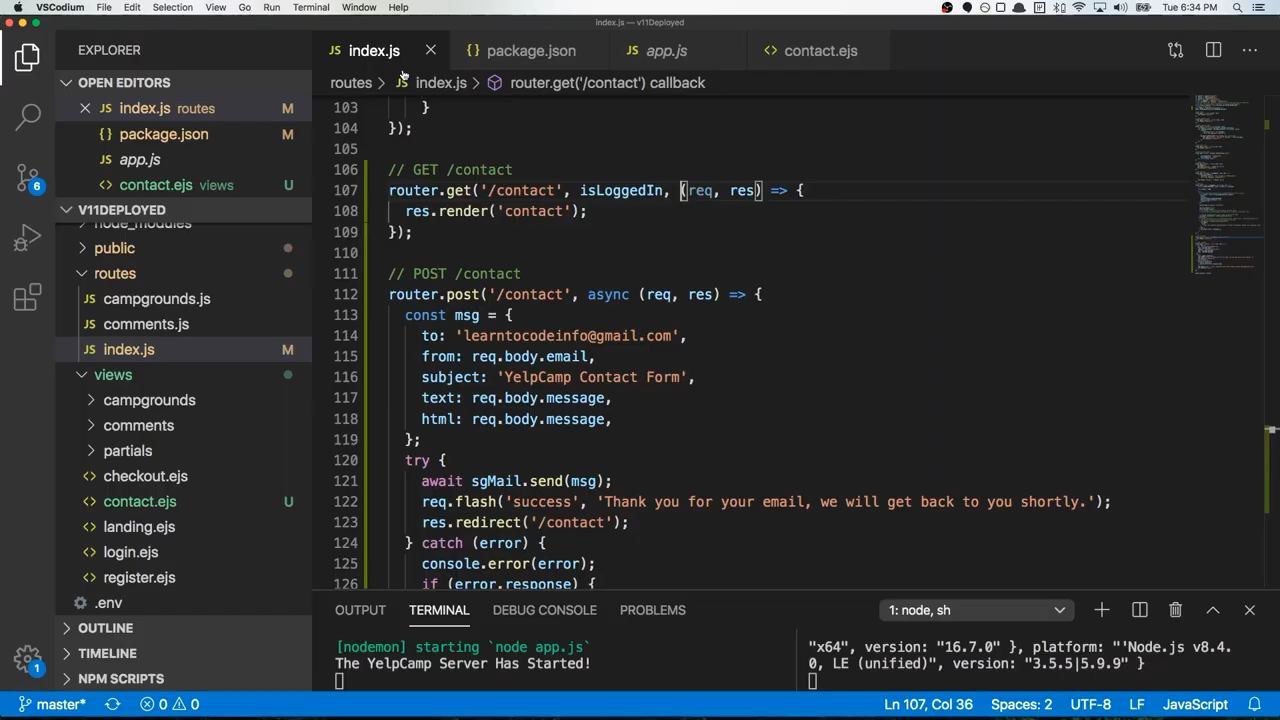 VSCodium File Edit Selection View Go Run Terminal Window Help Tue 6:34 PM
index.js — v11Deployed
EXPLORER
OPEN EDITORS
index.js routes M
package.json M
app.js
contact.ejs views U
V11DEPLOYED
node_modules
public
routes
campgrounds.js
comments.js
index.js M
views
campgrounds
comments
partials
checkout.ejs
contact.ejs U
landing.ejs
login.ejs
register.ejs
.env
OUTLINE
TIMELINE
NPM SCRIPTS
6
1
JS index.js {} package.json JS app.js <> contact.ejs
routes > JS index.js > router.get('/contact') callback
103 }
104 });
105
106 // GET /contact
107 router.get('/contact', isLoggedIn, (req, res) => {
108 res.render('contact');
109 });
110
111 // POST /contact
112 router.post('/contact', async (req, res) => {
113 const msg = {
114 to: 'learntocodeinfo@gmail.com',
115 from: req.body.email,
116 subject: 'YelpCamp Contact Form',
117 text: req.body.message,
118 html: req.body.message,
119 };
120 try {
121 await sgMail.send(msg);
122 req.flash('success', 'Thank you for your email, we will get back to you shortly.');
123 res.redirect('/contact');
124 } catch (error) {
125 console.error(error);
126 if (error.response) {
OUTPUT TERMINAL DEBUG CONSOLE PROBLEMS 1: node, sh
[nodemon] starting `node app.js`
The YelpCamp Server Has Started!
"x64", version: "16.7.0" }, platform: "'Node.js v8.4.
0, LE (unified)", version: "3.5.5|5.9.9" }
master* 0 0 Ln 107, Col 36 Spaces: 2 UTF-8 LF JavaScript